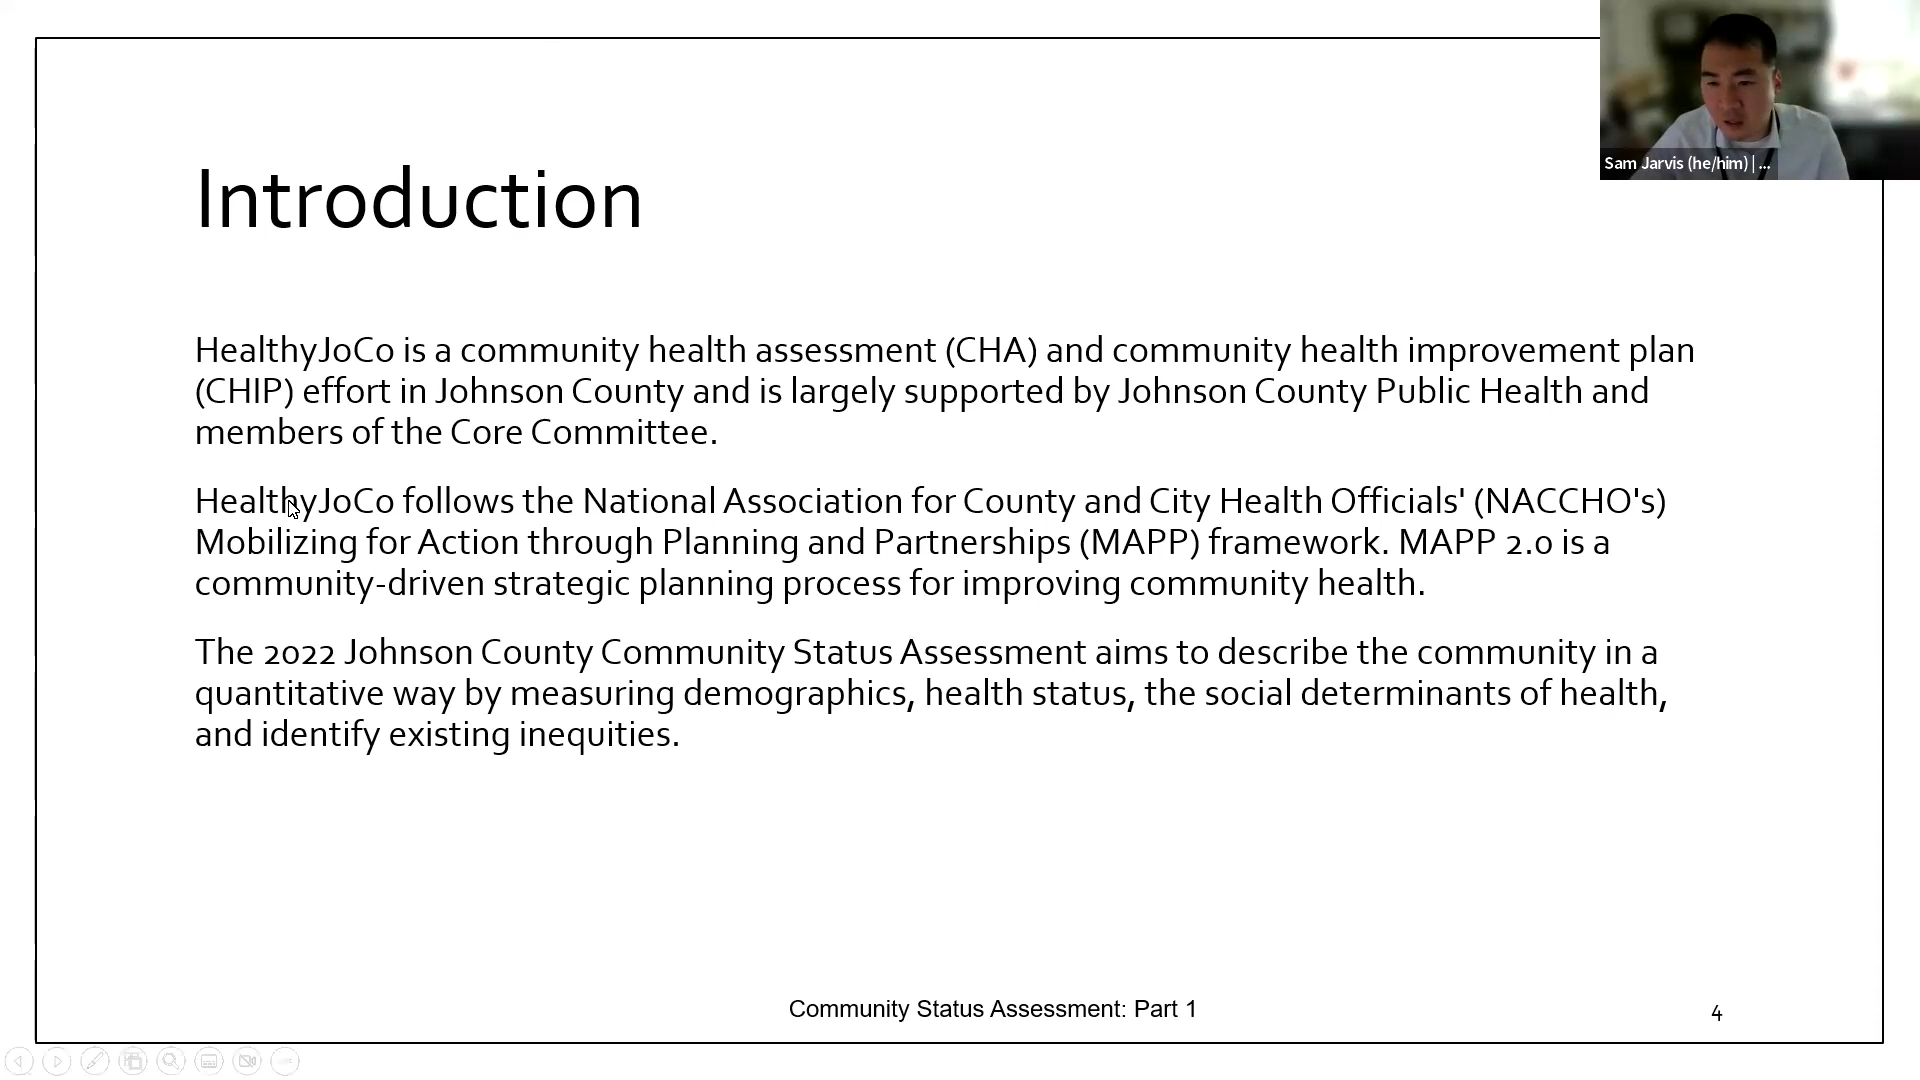 Sam Jarvis (he/him) | ...
Introduction
HealthyJoCo is a community health assessment (CHA) and community health improvement plan
(CHIP) effort in Johnson County and is largely supported by Johnson County Public Health and
members of the Core Committee.
HealthyJoCo follows the National Association for County and City Health Officials' (NACCHO's)
Mobilizing for Action through Planning and Partnerships (MAPP) framework. MAPP 2.0 is a
community-driven strategic planning process for improving community health.
The 2022 Johnson County Community Status Assessment aims to describe the community in a
quantitative way by measuring demographics, health status, the social determinants of health,
and identify existing inequities.
Community Status Assessment: Part 1
4